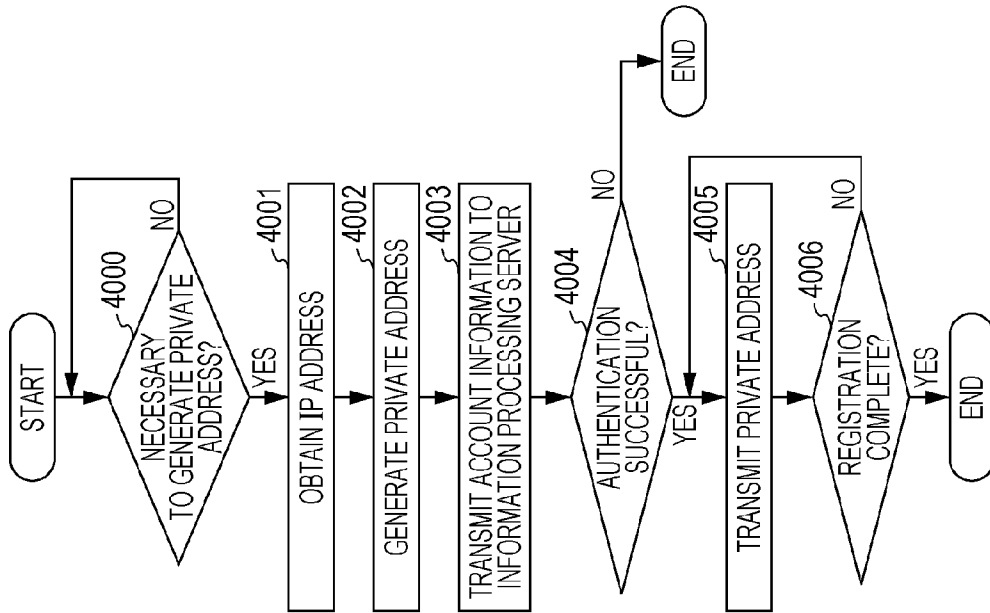 START
4000
NECESSARY
TO GENERATE PRIVATE
ADDRESS?
NO
YES
4001
OBTAIN IP ADDRESS
4002
GENERATE PRIVATE ADDRESS
4003
TRANSMIT ACCOUNT INFORMATION TO
INFORMATION PROCESSING SERVER
4004
AUTHENTICATION
SUCCESSFUL?
NO
END
YES
4005
TRANSMIT PRIVATE ADDRESS
4006
REGISTRATION
COMPLETE?
NO
YES
END